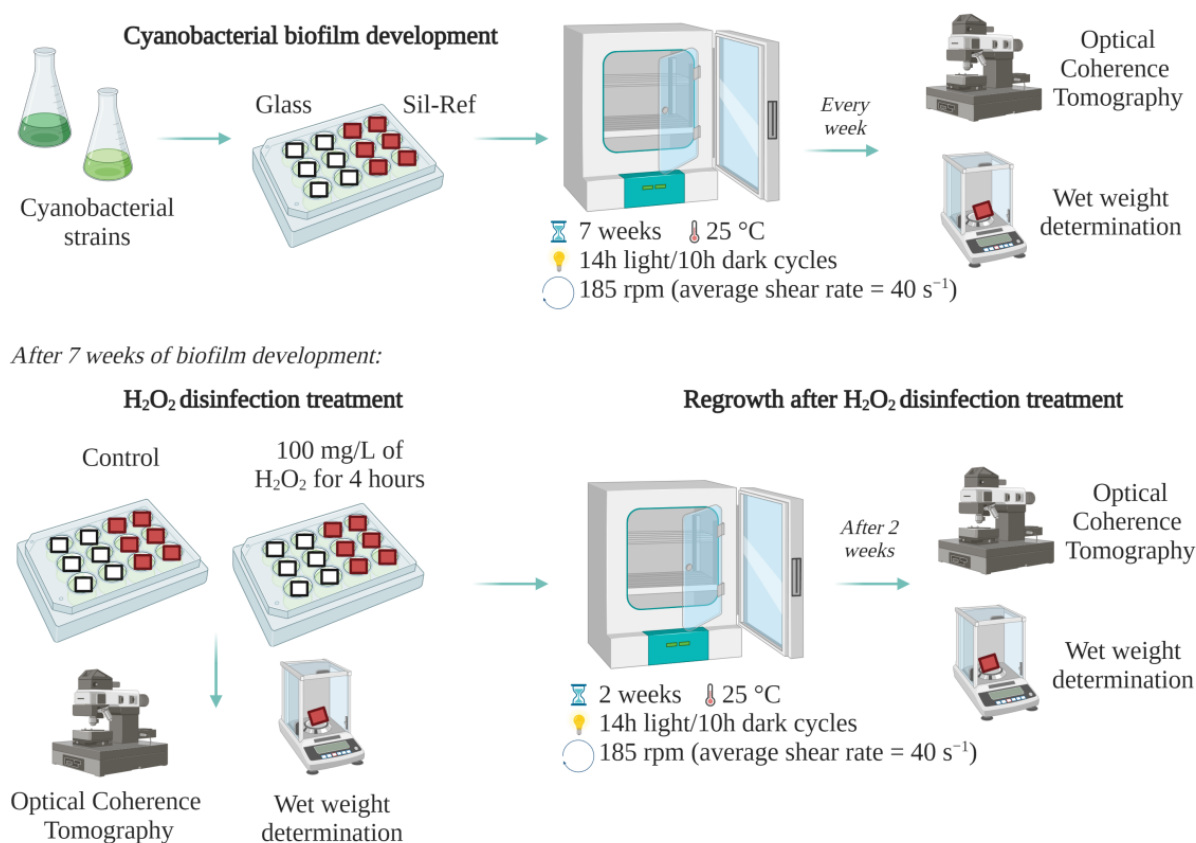 Cyanobacterial biofilm development
Glass
Sil-Ref
Cyanobacterial
strains
7 weeks
25 °C
14h light/10h dark cycles
185 rpm (average shear rate = 40 s⁻¹)
Every
week
Optical
Coherence
Tomography
Wet weight
determination
After 7 weeks of biofilm development:
H₂O₂ disinfection treatment
Control
100 mg/L of
H₂O₂ for 4 hours
Optical Coherence
Tomography
Wet weight
determination
Regrowth after H₂O₂ disinfection treatment
2 weeks
25 °C
14h light/10h dark cycles
185 rpm (average shear rate = 40 s⁻¹)
After 2
weeks
Optical
Coherence
Tomography
Wet weight
determination